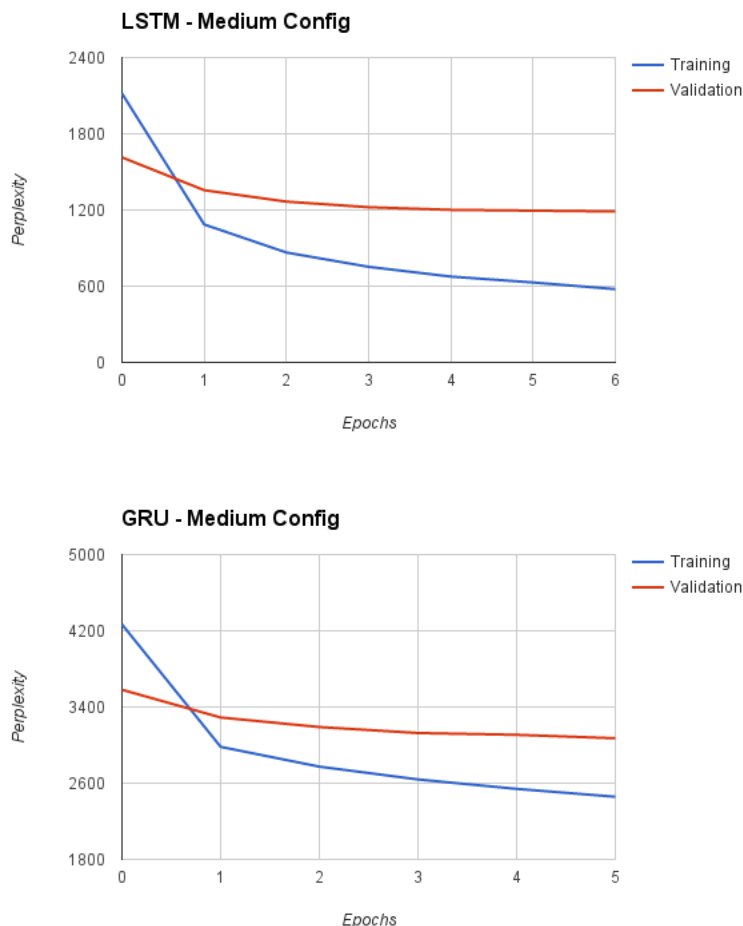 LSTM - Medium Config
2400
1800
1200
600
0
Perplexity
0 1 2 3 4 5 6
Epochs
Training
Validation
GRU - Medium Config
5000
4200
3400
2600
1800
Perplexity
0 1 2 3 4 5
Epochs
Training
Validation